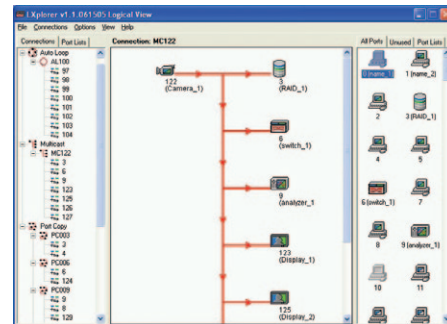 LXplorer v1.1.061505 Logical View
File Connections Options View Help
Connections Port Lists
Connection: MC122
All Ports Unused Port Lists
Auto Loop
AL100
97
98
99
100
101
102
103
104
Multicast
MC122
3
6
9
123
125
126
127
Port Copy
PC003
3
4
PC006
6
124
PC009
9
8
129
122
(Camera_1)
3
(RAID_1)
6
(switch_1)
9
(analyzer_1
123
(Display_1)
125
(Display_2)
0 (name_1)
1 (name_2)
2
3 (RAID_1)
4
5
6 (switch_1)
7
8
9 (analyzer_1)
10
11